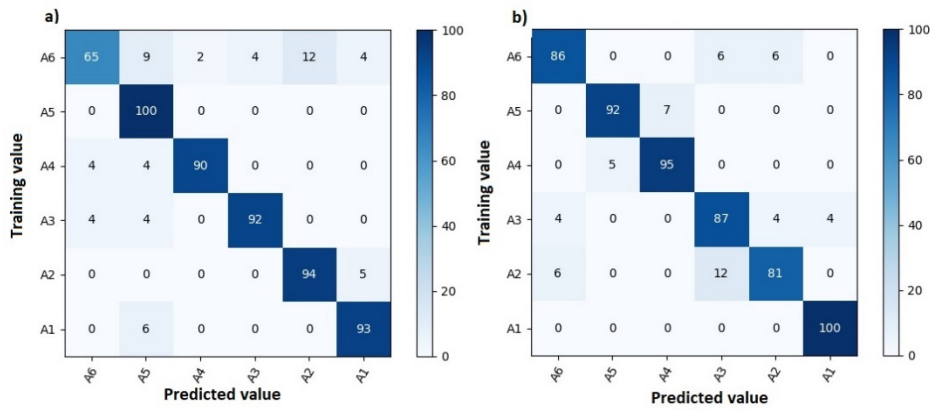 a)
Training value
A6 65 9 2 4 12 4
A5 0 100 0 0 0 0
A4 4 4 90 0 0 0
A3 4 4 0 92 0 0
A2 0 0 0 0 94 5
A1 0 6 0 0 0 93
A6 A5 A4 A3 A2 A1
Predicted value
100
80
60
40
20
0
b)
Training value
A6 86 0 0 6 6 0
A5 0 92 7 0 0 0
A4 0 5 95 0 0 0
A3 4 0 0 87 4 4
A2 6 0 0 12 81 0
A1 0 0 0 0 0 100
A6 A5 A4 A3 A2 A1
Predicted value
100
80
60
40
20
0